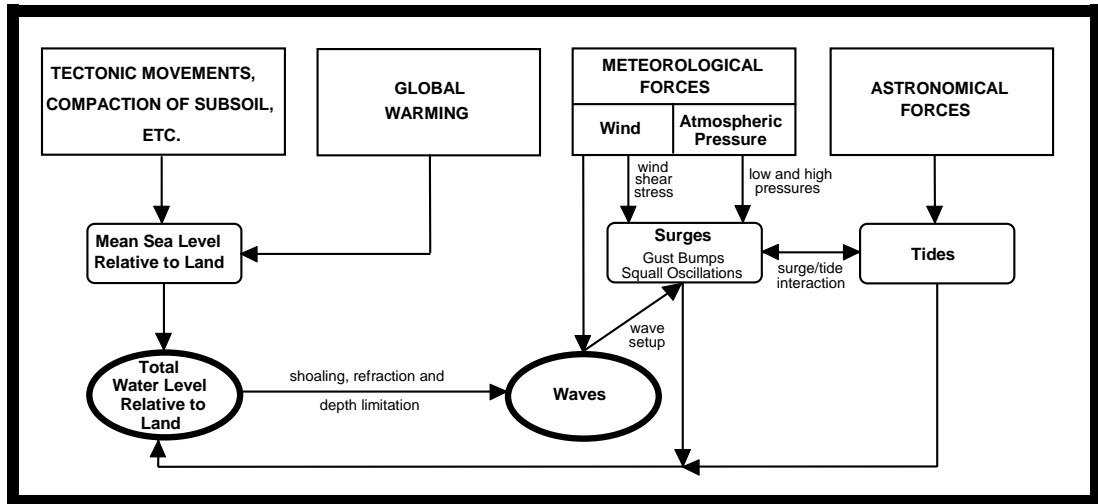 TECTONIC MOVEMENTS,
COMPACTION OF SUBSOIL,
ETC.
GLOBAL
WARMING
METEOROLOGICAL
FORCES
Wind
Atmospheric
Pressure
ASTRONOMICAL
FORCES
wind
shear
stress
low and high
pressures
Mean Sea Level
Relative to Land
Surges
Gust Bumps
Squall Oscillations
surge/tide
interaction
Tides
wave
setup
Total
Water Level
Relative to
Land
shoaling, refraction and
depth limitation
Waves